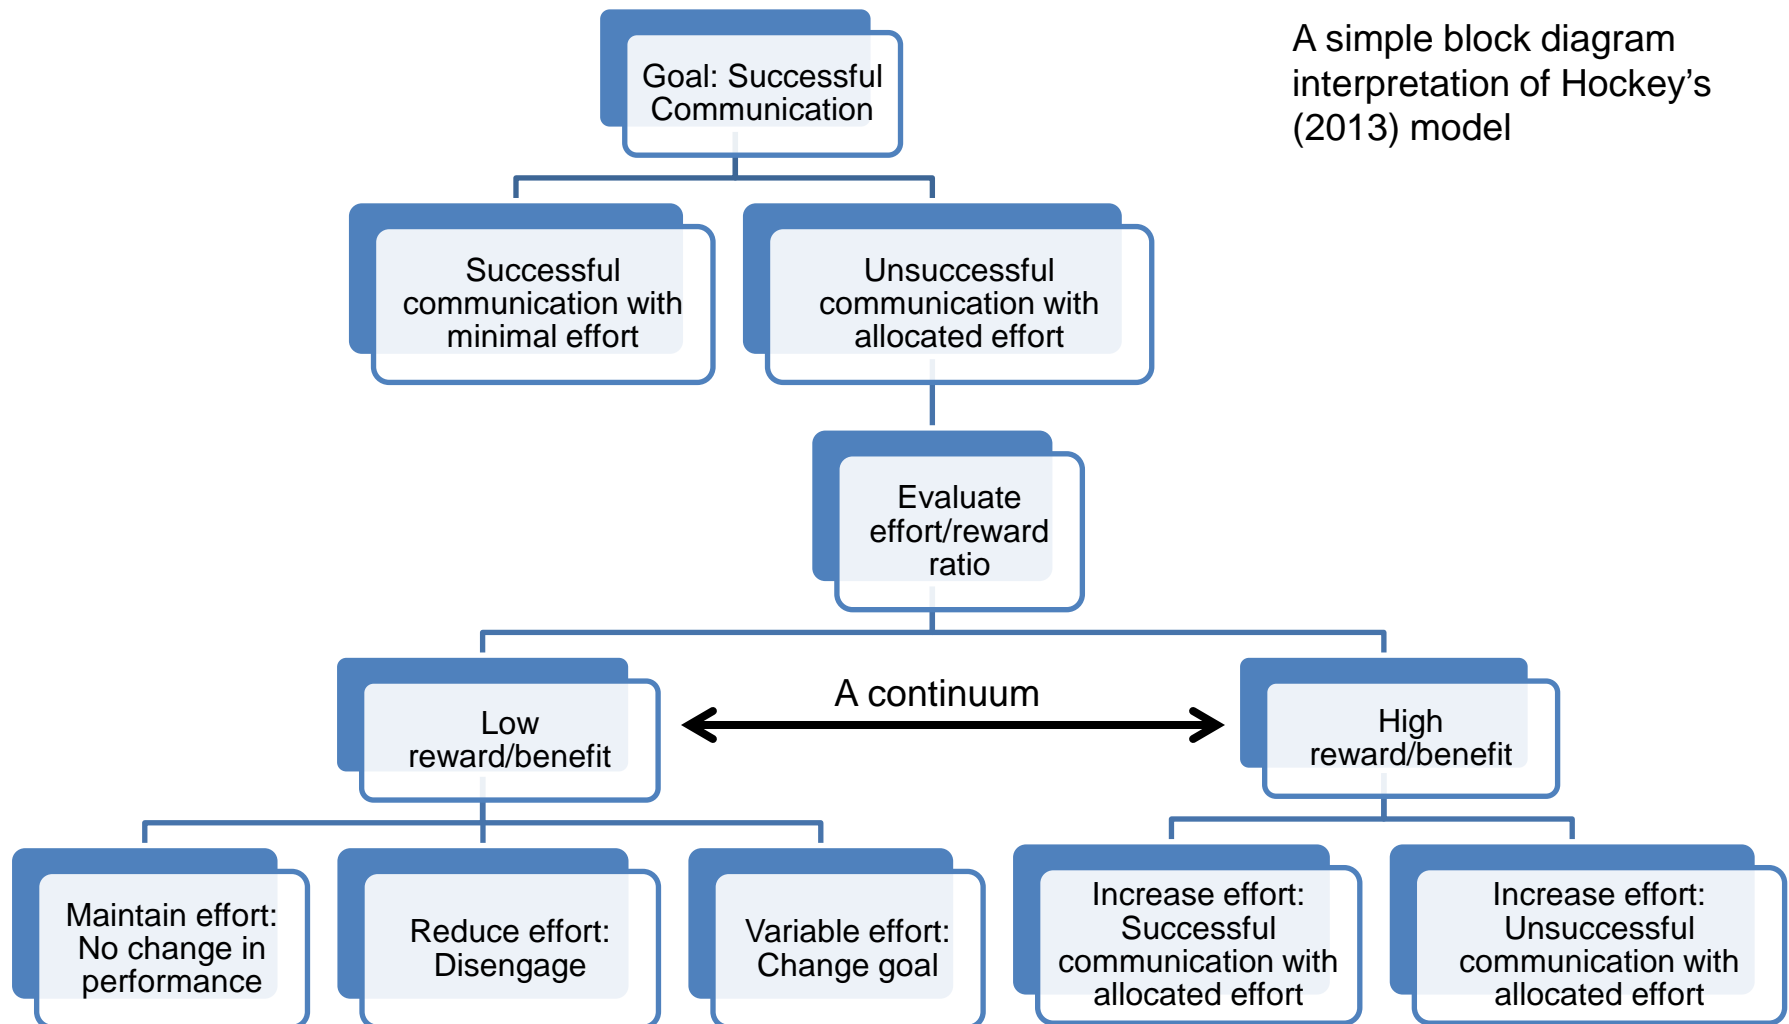 Goal: Successful
Communication
A simple block diagram
interpretation of Hockey's
(2013) model
Successful
communication with
minimal effort
Unsuccessful
communication with
allocated effort
Evaluate
effort/reward
ratio
Low
reward/benefit
A continuum
High
reward/benefit
Maintain effort:
No change in
performance
Reduce effort:
Disengage
Variable effort:
Change goal
Increase effort:
Successful
communication with
allocated effort
Increase effort:
Unsuccessful
communication with
allocated effort